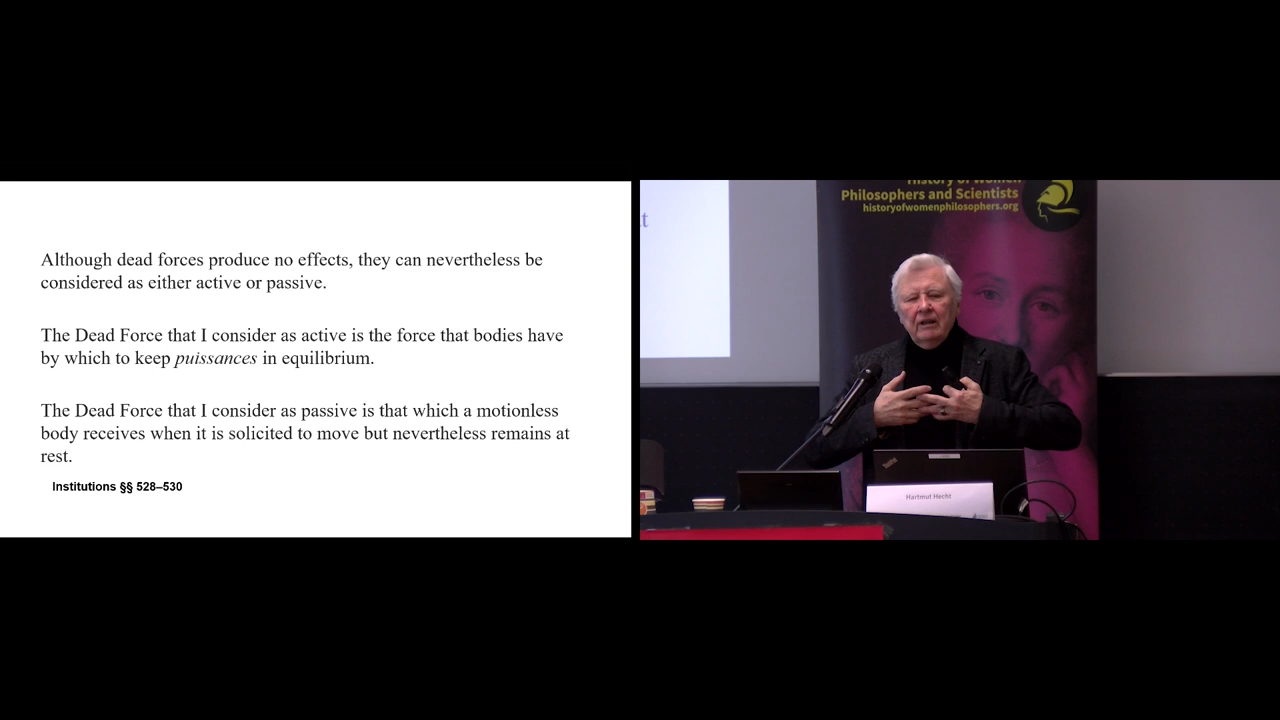 Although dead forces produce no effects, they can nevertheless be
considered as either active or passive.
The Dead Force that I consider as active is the force that bodies have
by which to keep puissances in equilibrium.
The Dead Force that I consider as passive is that which a motionless
body receives when it is solicited to move but nevertheless remains at
rest.
Institutions §§ 528–530
History of Women
Philosophers and Scientists
historyofwomenphilosophers.org
t
Hartmut Hecht